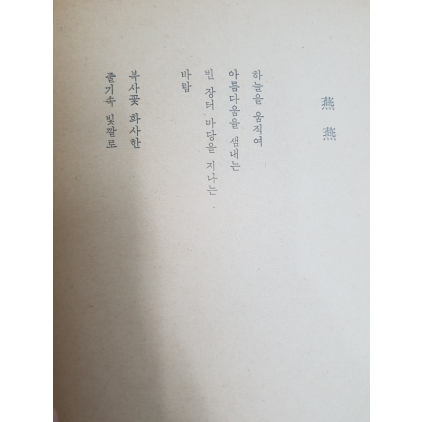 燕燕
하늘을 움직여
아름다움을 샘내는
빈 장터 마당을 지나는
바람
복사꽃 화사한
줄기속 빛깔로